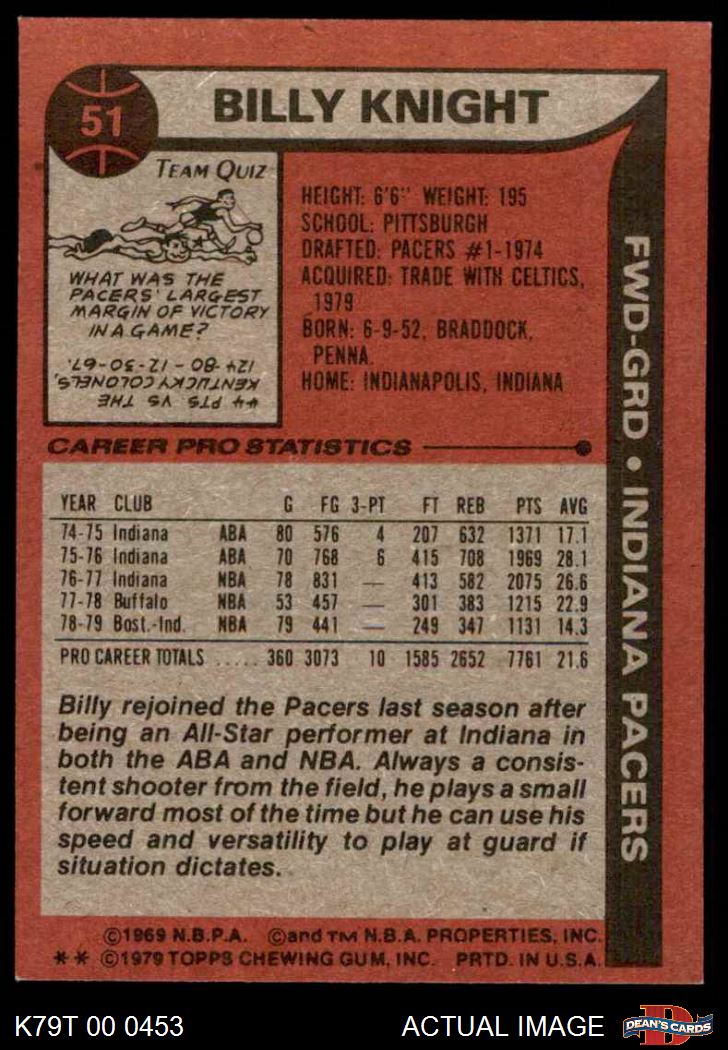 51
BILLY KNIGHT
TEAM QUIZ
WHAT WAS THE
PACERS' LARGEST
MARGIN OF VICTORY
IN A GAME?
44 PTS VS THE
KENTUCKY COLONELS,
124-80 - 12-30-67.
HEIGHT: 6'6" WEIGHT: 195
SCHOOL: PITTSBURGH
DRAFTED: PACERS #1-1974
ACQUIRED: TRADE WITH CELTICS,
1979
BORN: 6-9-52, BRADDOCK,
PENNA.
HOME: INDIANAPOLIS, INDIANA
FWD-GRD • INDIANA PACERS
CAREER PRO STATISTICS
YEAR CLUB G FG 3-PT FT REB PTS AVG
74-75 Indiana ABA 80 576 4 207 632 1371 17.1
75-76 Indiana ABA 70 768 6 415 708 1969 28.1
76-77 Indiana NBA 78 831 — 413 582 2075 26.6
77-78 Buffalo NBA 53 457 — 301 383 1215 22.9
78-79 Bost.-Ind. NBA 79 441 — 249 347 1131 14.3
PRO CAREER TOTALS ..... 360 3073 10 1585 2652 7761 21.6
Billy rejoined the Pacers last season after
being an All-Star performer at Indiana in
both the ABA and NBA. Always a consis-
tent shooter from the field, he plays a small
forward most of the time but he can use his
speed and versatility to play at guard if
situation dictates.
©1969 N.B.P.A. ©and TM N.B.A. PROPERTIES, INC.
** ©1979 TOPPS CHEWING GUM, INC. PRTD. IN U.S.A.
K79T 00 0453
ACTUAL IMAGE
D
DEAN'S CARDS